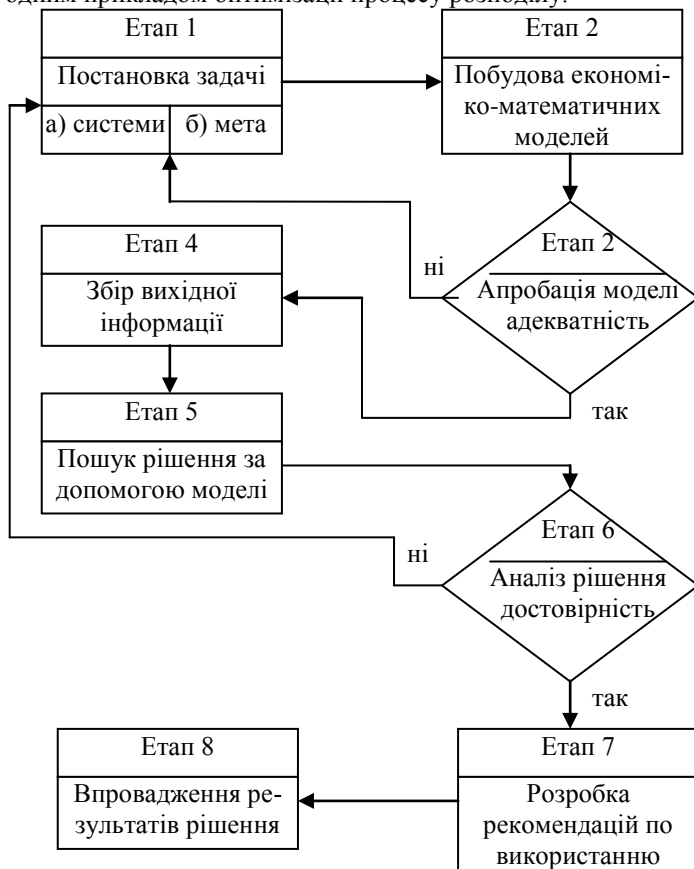 одним прикладом оптимізації процесу розподілу.
Етап 1
Постановка задачі
а) системи
б) мета
Етап 2
Побудова економі-
ко-математичних
моделей
Етап 2
Апробація моделі
адекватність
ні
так
Етап 4
Збір вихідної
інформації
Етап 5
Пошук рішення за
допомогою моделі
Етап 6
Аналіз рішення
достовірність
ні
так
Етап 7
Розробка
рекомендацій по
використанню
Етап 8
Впровадження ре-
зультатів рішення